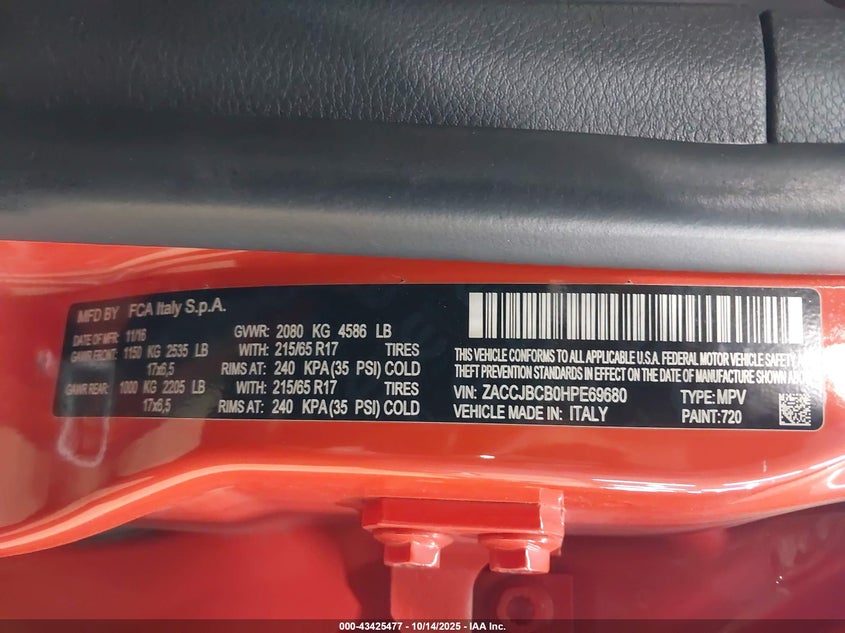 MFD BY FCA Italy S.p.A.
DATE OF MFR: 11/16 GVWR: 2080 KG 4586 LB
GAWR FRONT: 1150 KG 2535 LB WITH: 215/65 R17 TIRES
17x6,5 RIMS AT: 240 KPA (35 PSI) COLD
GAWR REAR: 1000 KG 2205 LB WITH: 215/65 R17 TIRES
17x6,5 RIMS AT: 240 KPA (35 PSI) COLD
THIS VEHICLE CONFORMS TO ALL APPLICABLE U.S.A. FEDERAL MOTOR VEHICLE SAFETY
THEFT PREVENTION STANDARDS IN EFFECT ON THE DATE OF MANUFACTURE SHOWN
VIN: ZACCJBCB0HPE69680 TYPE: MPV
VEHICLE MADE IN: ITALY PAINT:720
000-43425477 - 10/14/2025 - IAA Inc.